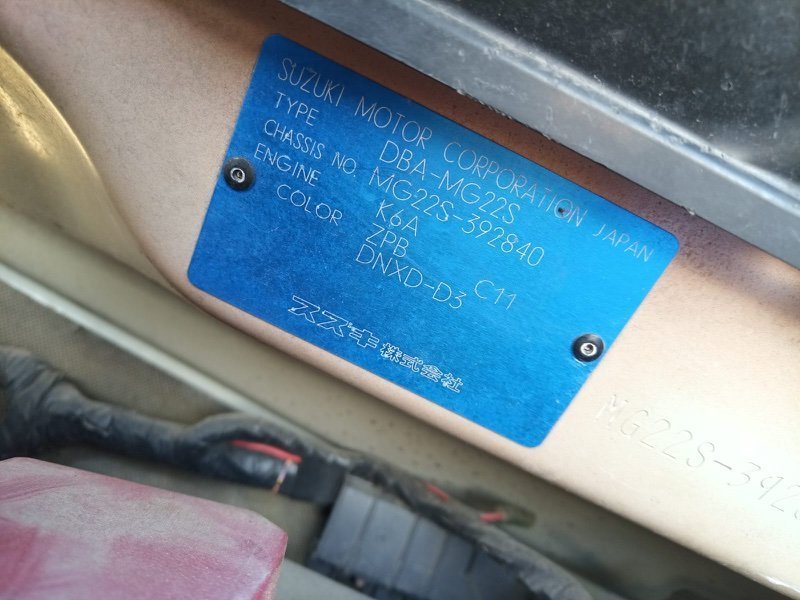 SUZUKI MOTOR CORPORATION JAPAN
TYPE DBA-MG22S
CHASSIS NO. MG22S-392840
ENGINE K6A
COLOR ZPB
DNXD-D3 C11
スズキ株式会社
MG22S-392